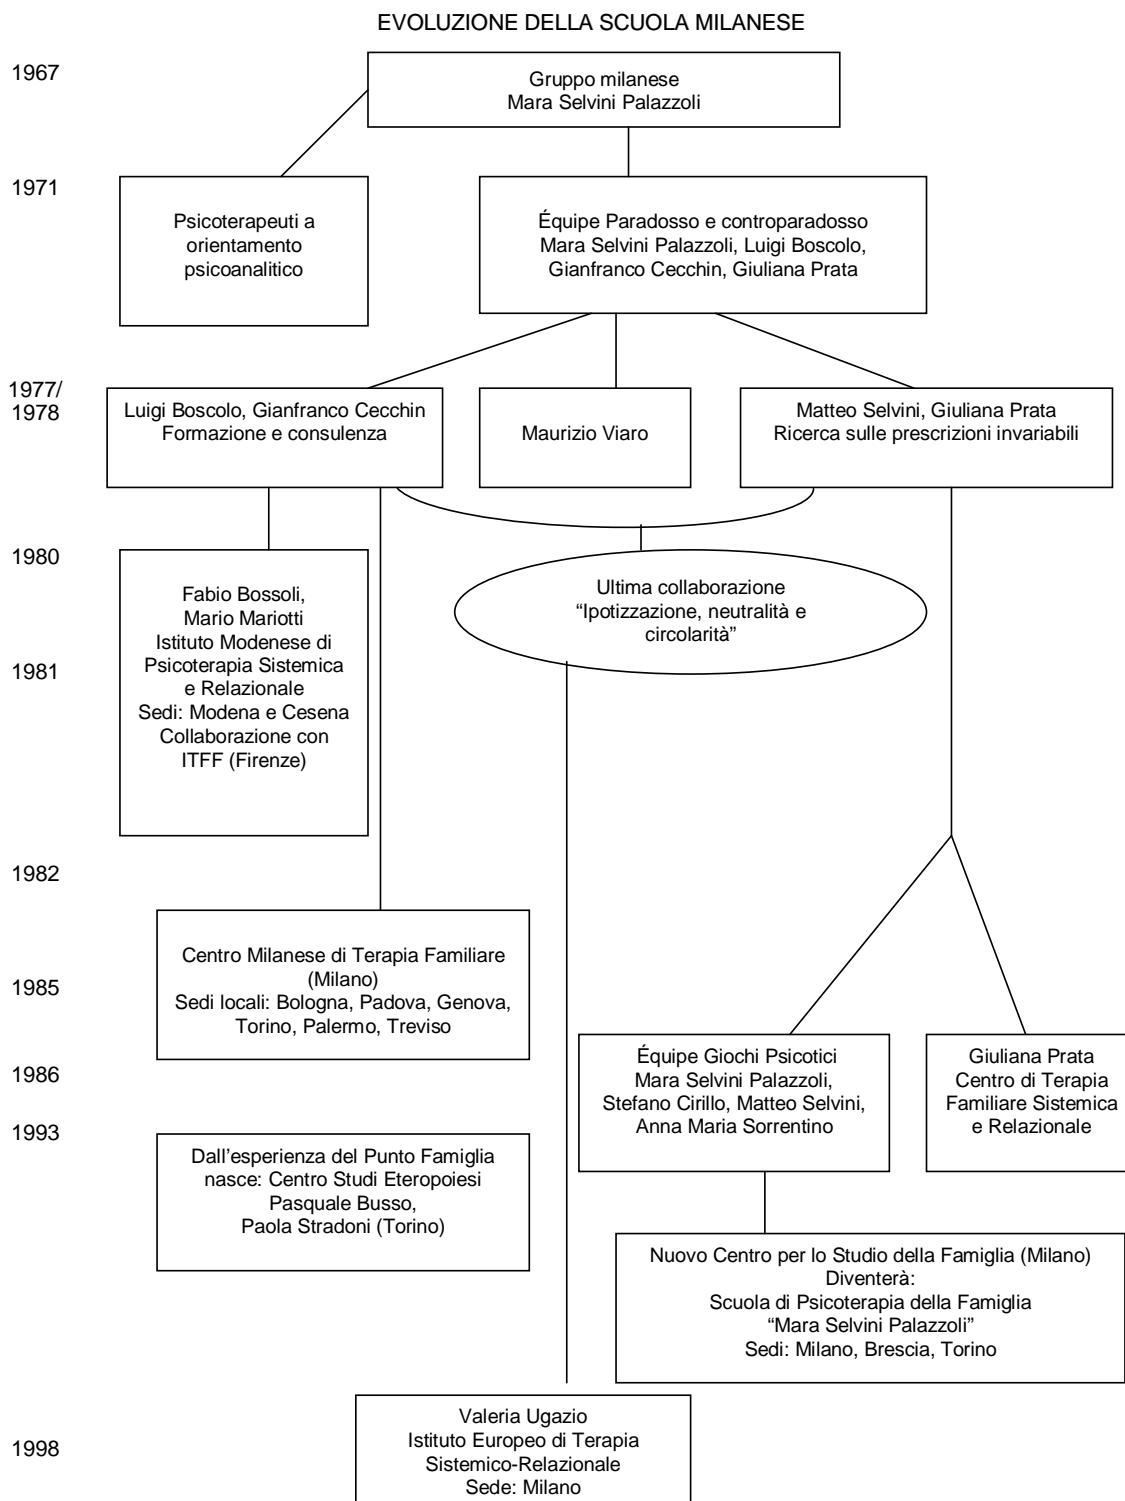 EVOLUZIONE DELLA SCUOLA MILANESE
1967
Gruppo milanese
Mara Selvini Palazzoli
1971
Psicoterapeuti a
orientamento
psicoanalitico
Équipe Paradosso e controparadosso
Mara Selvini Palazzoli, Luigi Boscolo,
Gianfranco Cecchin, Giuliana Prata
1977/
1978
Luigi Boscolo, Gianfranco Cecchin
Formazione e consulenza
Maurizio Viaro
Matteo Selvini, Giuliana Prata
Ricerca sulle prescrizioni invariabili
1980
Fabio Bossoli,
Mario Mariotti
Istituto Modenese di
Psicoterapia Sistemica
e Relazionale
Sedi: Modena e Cesena
Collaborazione con
ITFF (Firenze)
Ultima collaborazione
“Ipotizzazione, neutralità e
circolarità”
1981
1982
Centro Milanese di Terapia Familiare
(Milano)
Sedi locali: Bologna, Padova, Genova,
Torino, Palermo, Treviso
1985
Équipe Giochi Psicotici
Mara Selvini Palazzoli,
Stefano Cirillo, Matteo Selvini,
Anna Maria Sorrentino
Giuliana Prata
Centro di Terapia
Familiare Sistemica
e Relazionale
1986
1993
Dall’esperienza del Punto Famiglia
nasce: Centro Studi Eteropoiesi
Pasquale Busso,
Paola Stradoni (Torino)
Nuovo Centro per lo Studio della Famiglia (Milano)
Diventerà:
Scuola di Psicoterapia della Famiglia
“Mara Selvini Palazzoli”
Sedi: Milano, Brescia, Torino
1998
Valeria Ugazio
Istituto Europeo di Terapia
Sistemico-Relazionale
Sede: Milano